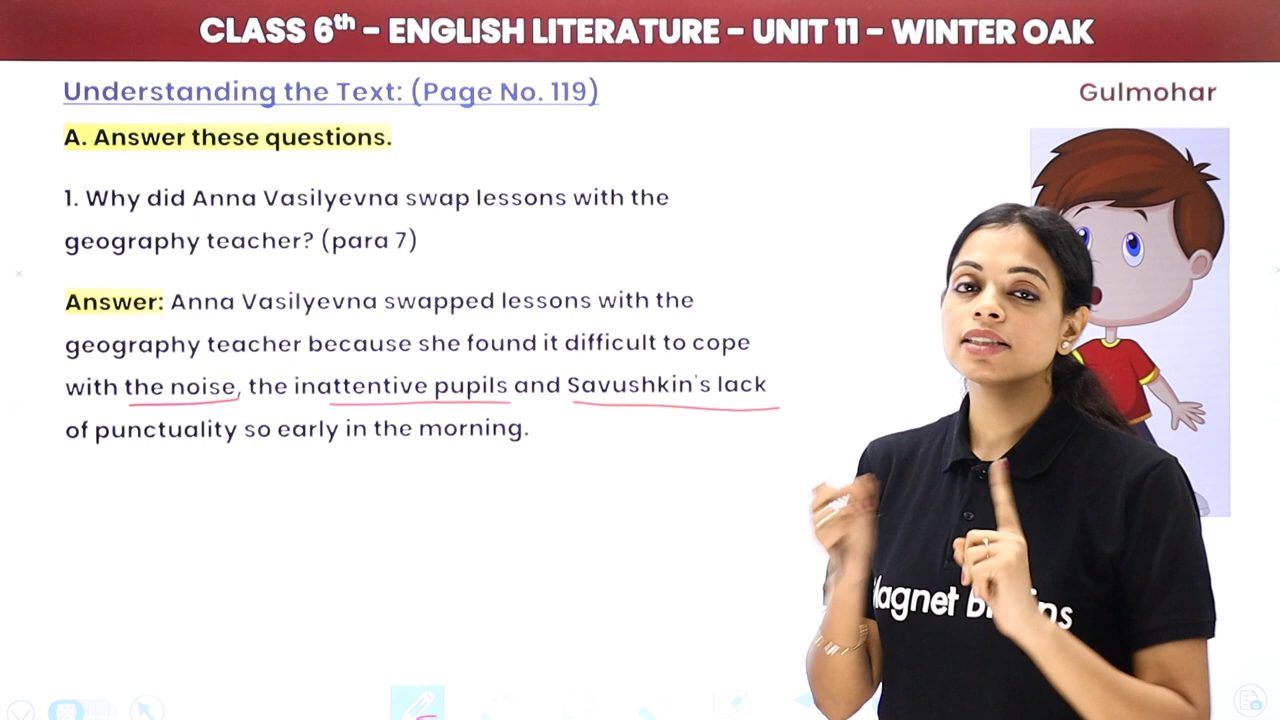 CLASS 6th - ENGLISH LITERATURE - UNIT 11 - WINTER OAK
Understanding the Text: (Page No. 119)
Gulmohar
A. Answer these questions.
1. Why did Anna Vasilyevna swap lessons with the
geography teacher? (para 7)
Answer: Anna Vasilyevna swapped lessons with the
geography teacher because she found it difficult to cope
with the noise, the inattentive pupils and Savushkin's lack
of punctuality so early in the morning.